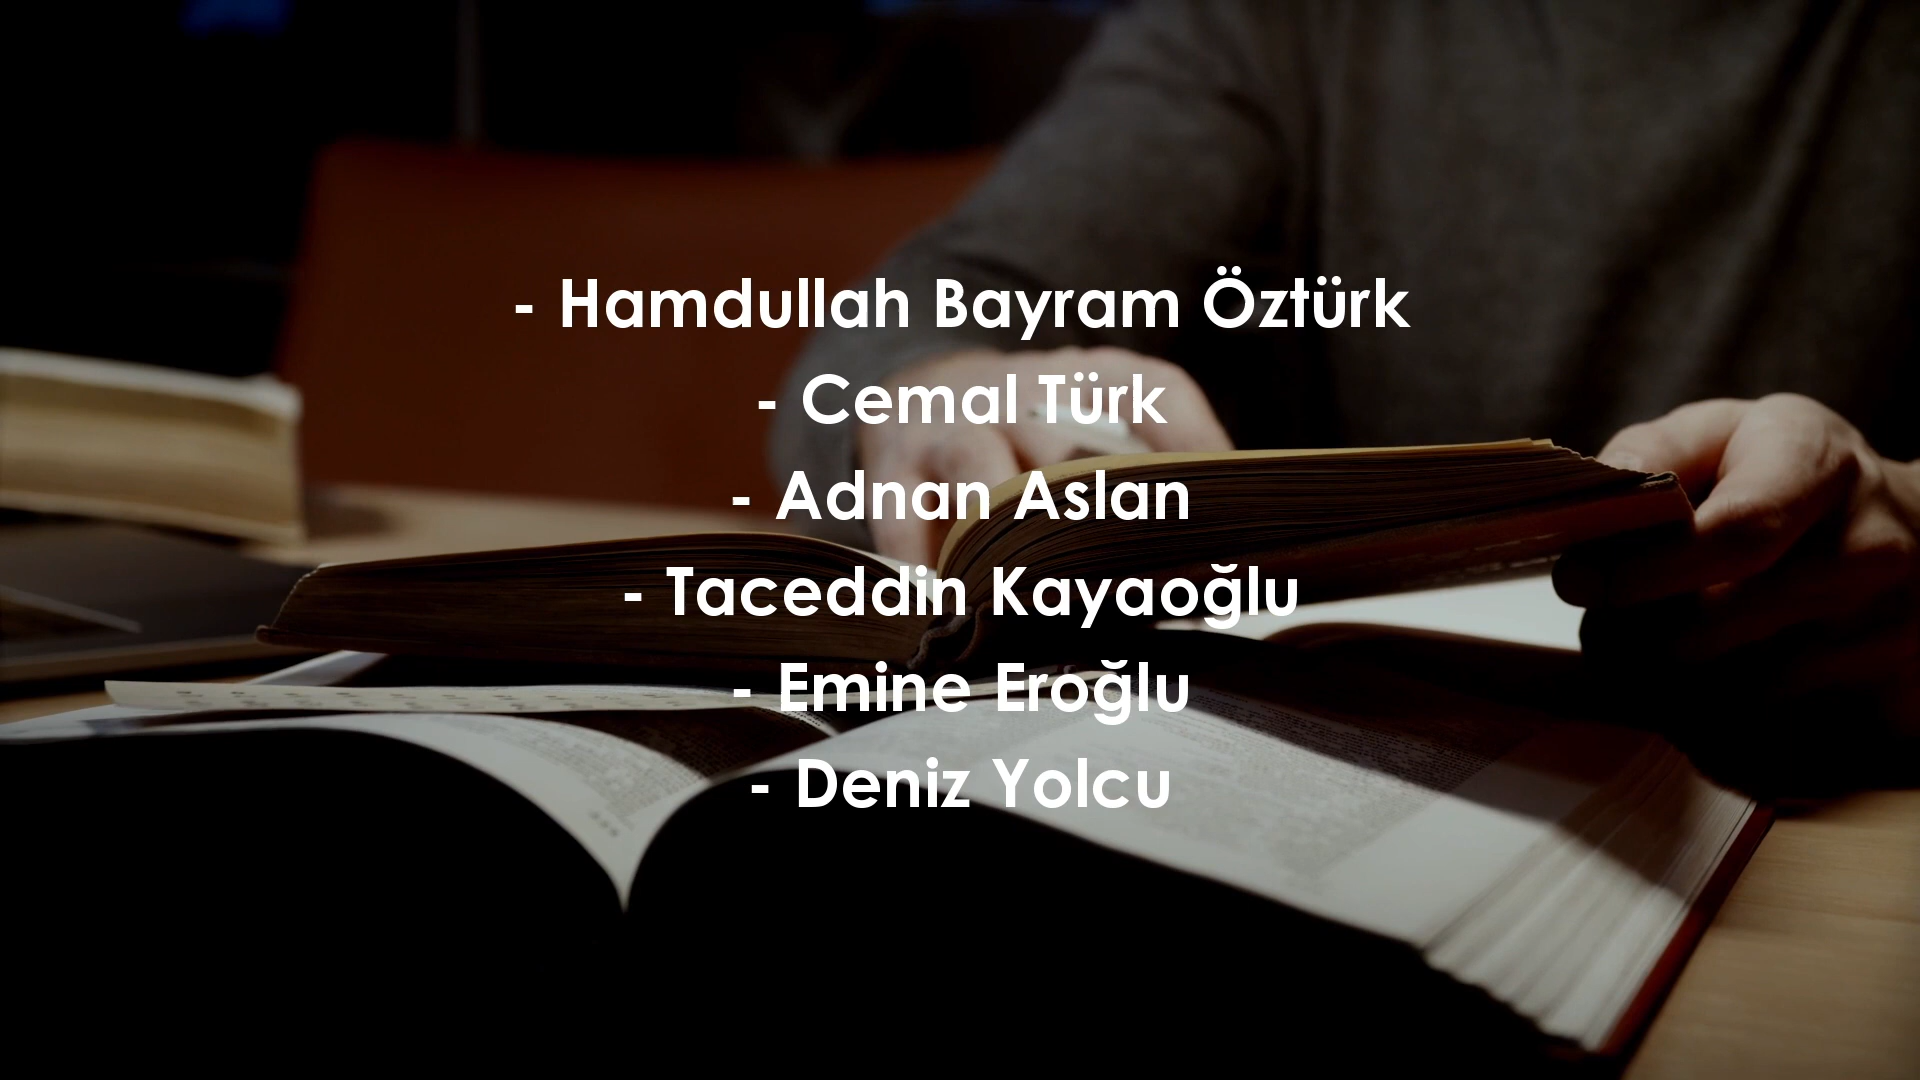 - Hamdullah Bayram Öztürk
- Cemal Türk
- Adnan Aslan
- Taceddin Kayaoğlu
- Emine Eroğlu
- Deniz Yolcu